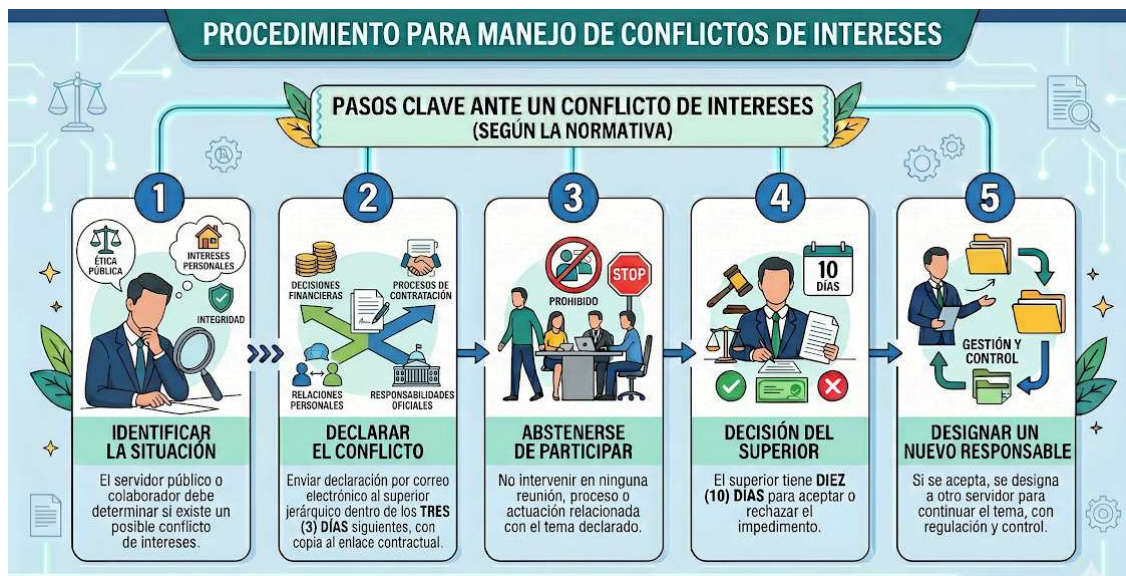 PROCEDIMIENTO PARA MANEJO DE CONFLICTOS DE INTERESES
PASOS CLAVE ANTE UN CONFLICTO DE INTERESES
(SEGÚN LA NORMATIVA)
1
ÉTICA
PÚBLICA
INTERESES
PERSONALES
INTEGRIDAD
IDENTIFICAR
LA SITUACIÓN
El servidor público o
colaborador debe
determinar si existe un
posible conflicto
de intereses.
2
DECISIONES
FINANCIERAS
PROCESOS DE
CONTRATACIÓN
RELACIONES
PERSONALES
RESPONSABILIDADES
OFICIALES
DECLARAR
EL CONFLICTO
Enviar declaración por correo
electrónico al superior
jerárquico dentro de los TRES
(3) DÍAS siguientes, con
copia al enlace contractual.
3
PROHIBIDO
STOP
ABSTENERSE
DE PARTICIPAR
No intervenir en ninguna
reunión, proceso o
actuación relacionada
con el tema declarado.
4
10
DÍAS
DECISIÓN DEL
SUPERIOR
El superior tiene DIEZ
(10) DÍAS para aceptar o
rechazar el
impedimento.
5
GESTIÓN Y
CONTROL
DESIGNAR UN
NUEVO RESPONSABLE
Si se acepta, se designa
a otro servidor para
continuar el tema, con
regulación y control.